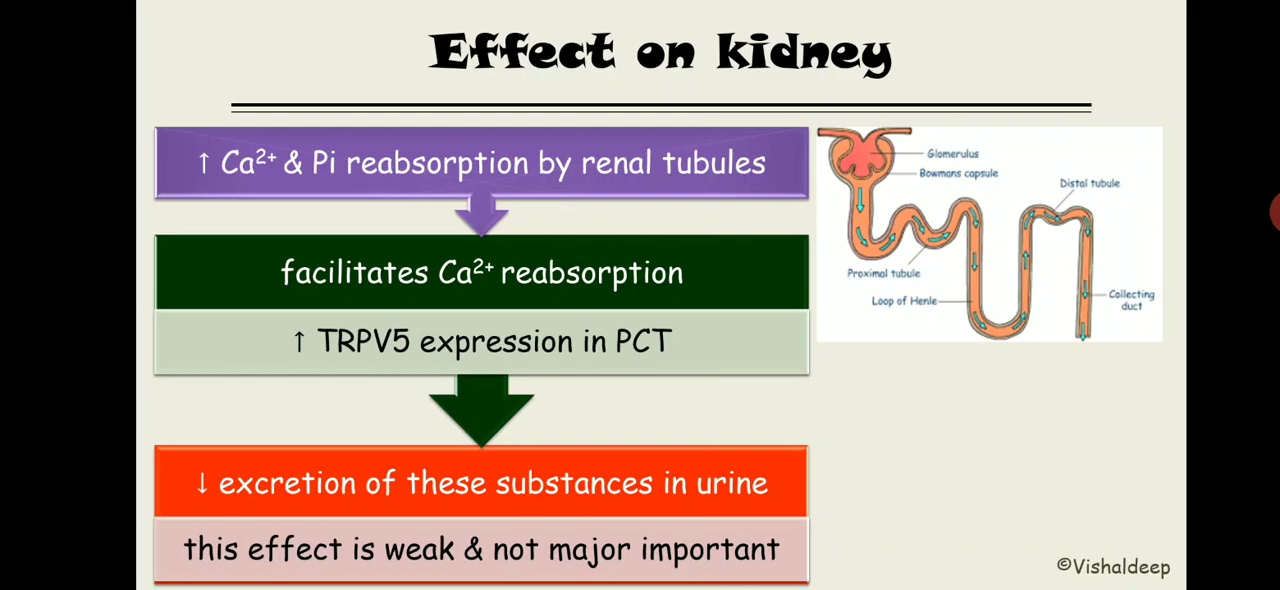 Effect on kidney
↑ Ca²⁺ & Pi reabsorption by renal tubules
facilitates Ca²⁺ reabsorption
↑ TRPV5 expression in PCT
↓ excretion of these substances in urine
this effect is weak & not major important
Glomerulus
Bowmans capsule
Distal tubule
Proximal tubule
Loop of Henle
Collecting
duct
©Vishaldeep